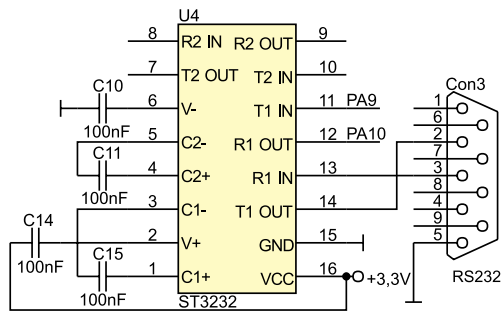 U4
8 R2 IN R2 OUT 9
7 T2 OUT T2 IN 10
C10
100nF
6 V- T1 IN 11 PA9
5 C2- R1 OUT 12 PA10
C11
100nF
4 C2+ R1 IN 13
3 C1- T1 OUT 14
C14
100nF
2 V+ GND 15
C15
100nF
1 C1+ VCC 16 +3,3V
ST3232
Con3
1
6
2
7
3
8
4
9
5
RS232